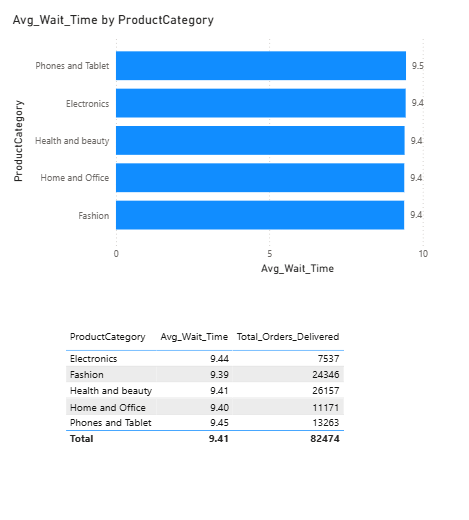 Avg_Wait_Time by ProductCategory
ProductCategory
Phones and Tablet 9.5
Electronics 9.4
Health and beauty 9.4
Home and Office 9.4
Fashion 9.4
0 5 10
Avg_Wait_Time
ProductCategory Avg_Wait_Time Total_Orders_Delivered
Electronics 9.44 7537
Fashion 9.39 24346
Health and beauty 9.41 26157
Home and Office 9.40 11171
Phones and Tablet 9.45 13263
Total 9.41 82474